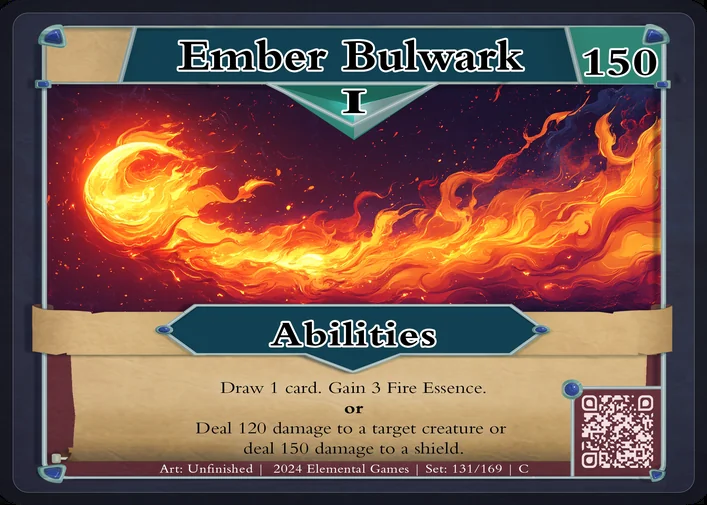 Ember Bulwark
150
I
Abilities
Draw 1 card. Gain 3 Fire Essence.
or
Deal 120 damage to a target creature or
deal 150 damage to a shield.
Art: Unfinished | 2024 Elemental Games | Set: 131/169 | C